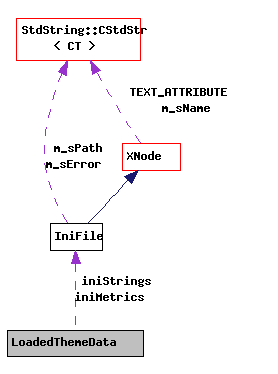 StdString::CStdStr
< CT >
TEXT_ATTRIBUTE
m_sName
m_sPath
m_sError
XNode
IniFile
iniStrings
iniMetrics
LoadedThemeData